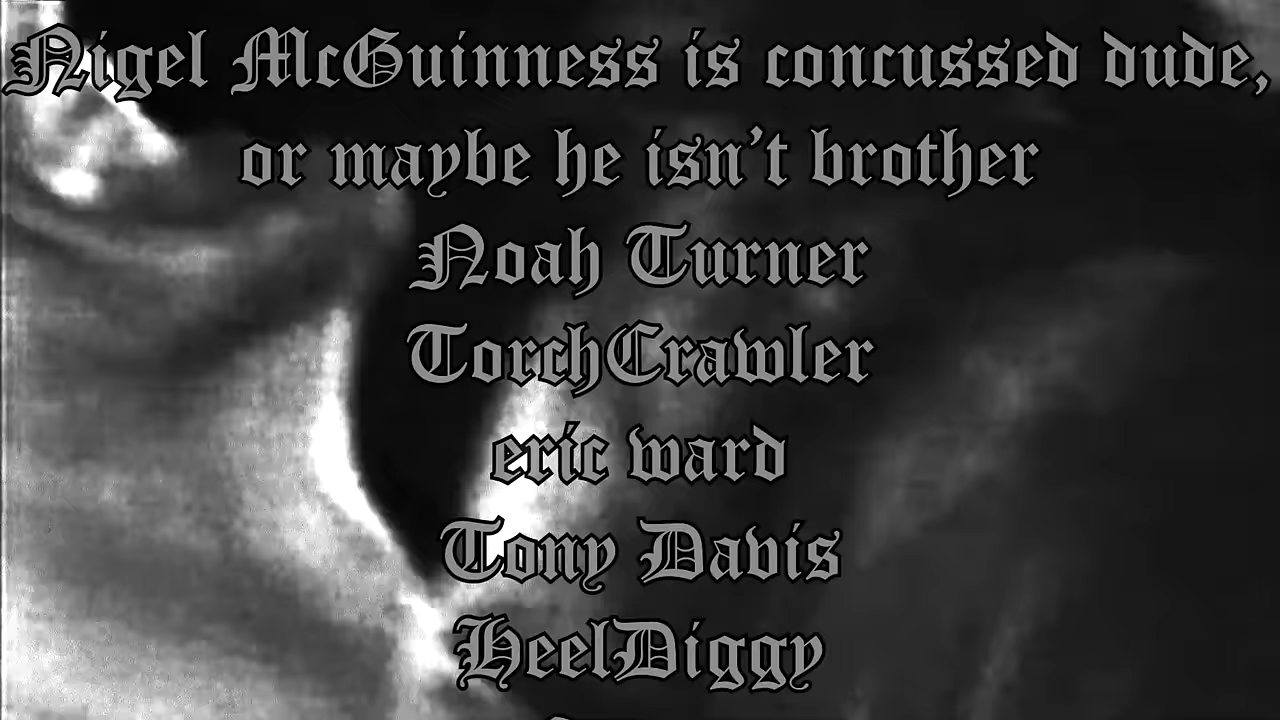 Nigel McGuinness is concussed dude,
or maybe he isn't brother
Noah Turner
TorchCrawler
eric ward
Tony Davis
HeelDiggy